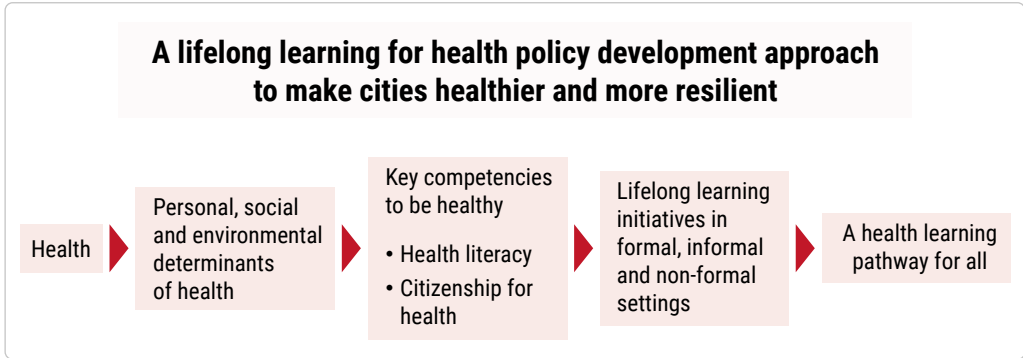 A lifelong learning for health policy development approach
to make cities healthier and more resilient
Health
Personal, social
and environmental
determinants
of health
Key competencies
to be healthy
• Health literacy
• Citizenship for
health
Lifelong learning
initiatives in
formal, informal
and non-formal
settings
A health learning
pathway for all